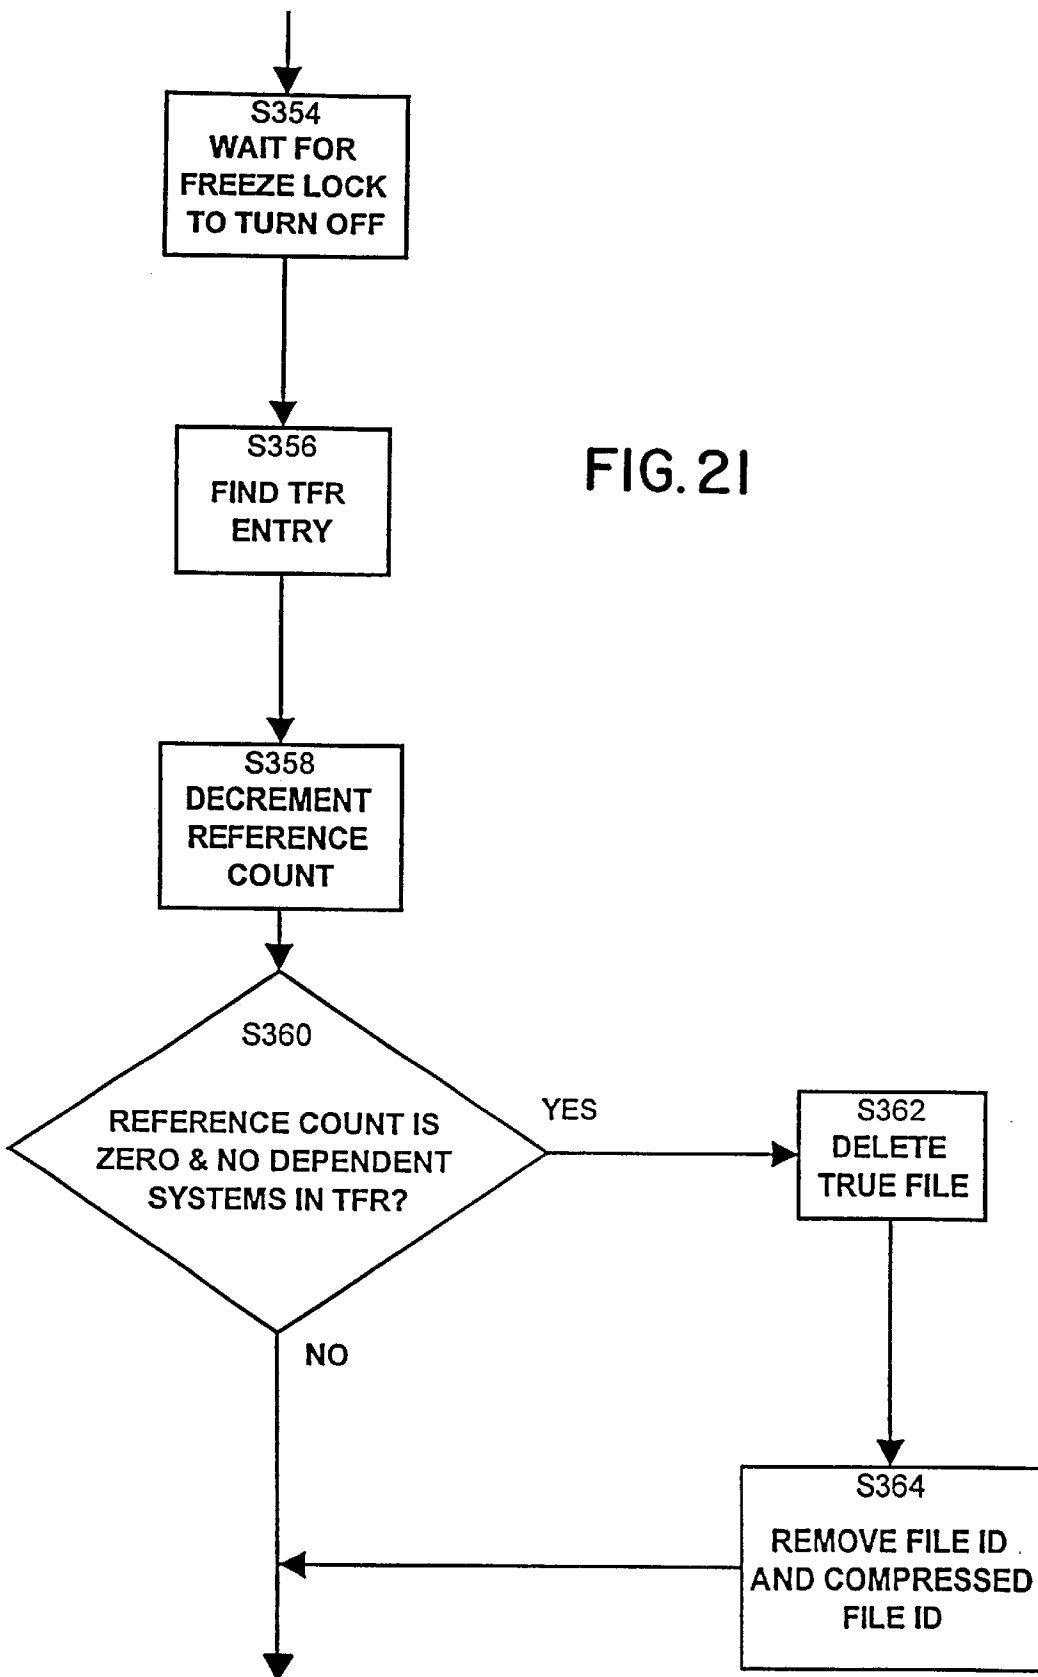 S354
WAIT FOR
FREEZE LOCK
TO TURN OFF
S356
FIND TFR
ENTRY
FIG. 21
S358
DECREMENT
REFERENCE
COUNT
S360
REFERENCE COUNT IS
ZERO & NO DEPENDENT
SYSTEMS IN TFR?
YES
S362
DELETE
TRUE FILE
NO
S364
REMOVE FILE ID
AND COMPRESSED
FILE ID